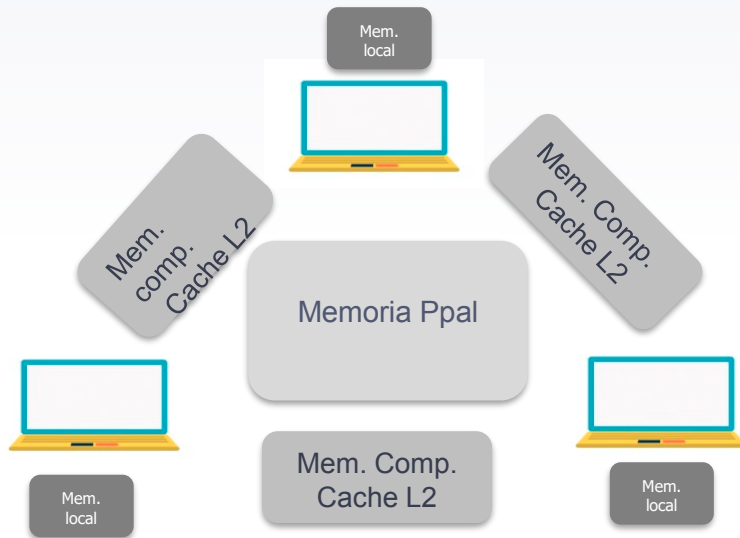 Mem.
local
Mem.
comp.
Cache L2
Mem. Comp.
Cache L2
Memoria Ppal
Mem. Comp.
Cache L2
Mem.
local
Mem.
local